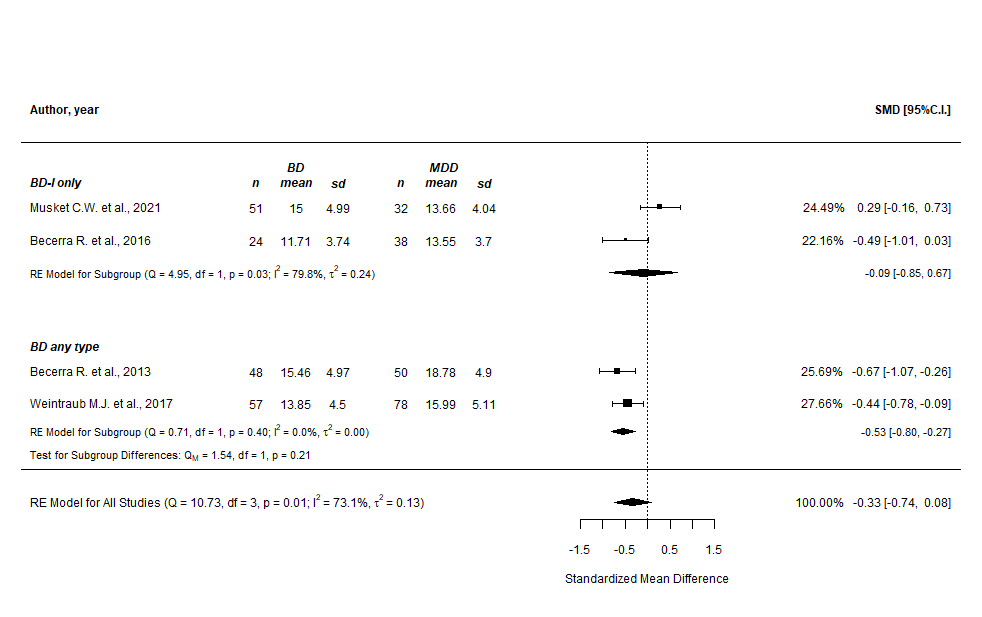 Author, year SMD [95%C.I.]
BD MDD
BD-I only n mean sd n mean sd
Musket C.W. et al., 2021 51 15 4.99 32 13.66 4.04 24.49% 0.29 [-0.16, 0.73]
Becerra R. et al., 2016 24 11.71 3.74 38 13.55 3.7 22.16% -0.49 [-1.01, 0.03]
RE Model for Subgroup (Q = 4.95, df = 1, p = 0.03; I² = 79.8%, τ² = 0.24) -0.09 [-0.85, 0.67]
BD any type
Becerra R. et al., 2013 48 15.46 4.97 50 18.78 4.9 25.69% -0.67 [-1.07, -0.26]
Weintraub M.J. et al., 2017 57 13.85 4.5 78 15.99 5.11 27.66% -0.44 [-0.78, -0.09]
RE Model for Subgroup (Q = 0.71, df = 1, p = 0.40; I² = 0.0%, τ² = 0.00) -0.53 [-0.80, -0.27]
Test for Subgroup Differences: Q_M = 1.54, df = 1, p = 0.21
RE Model for All Studies (Q = 10.73, df = 3, p = 0.01; I² = 73.1%, τ² = 0.13) 100.00% -0.33 [-0.74, 0.08]
-1.5 -0.5 0.5 1.5
Standardized Mean Difference